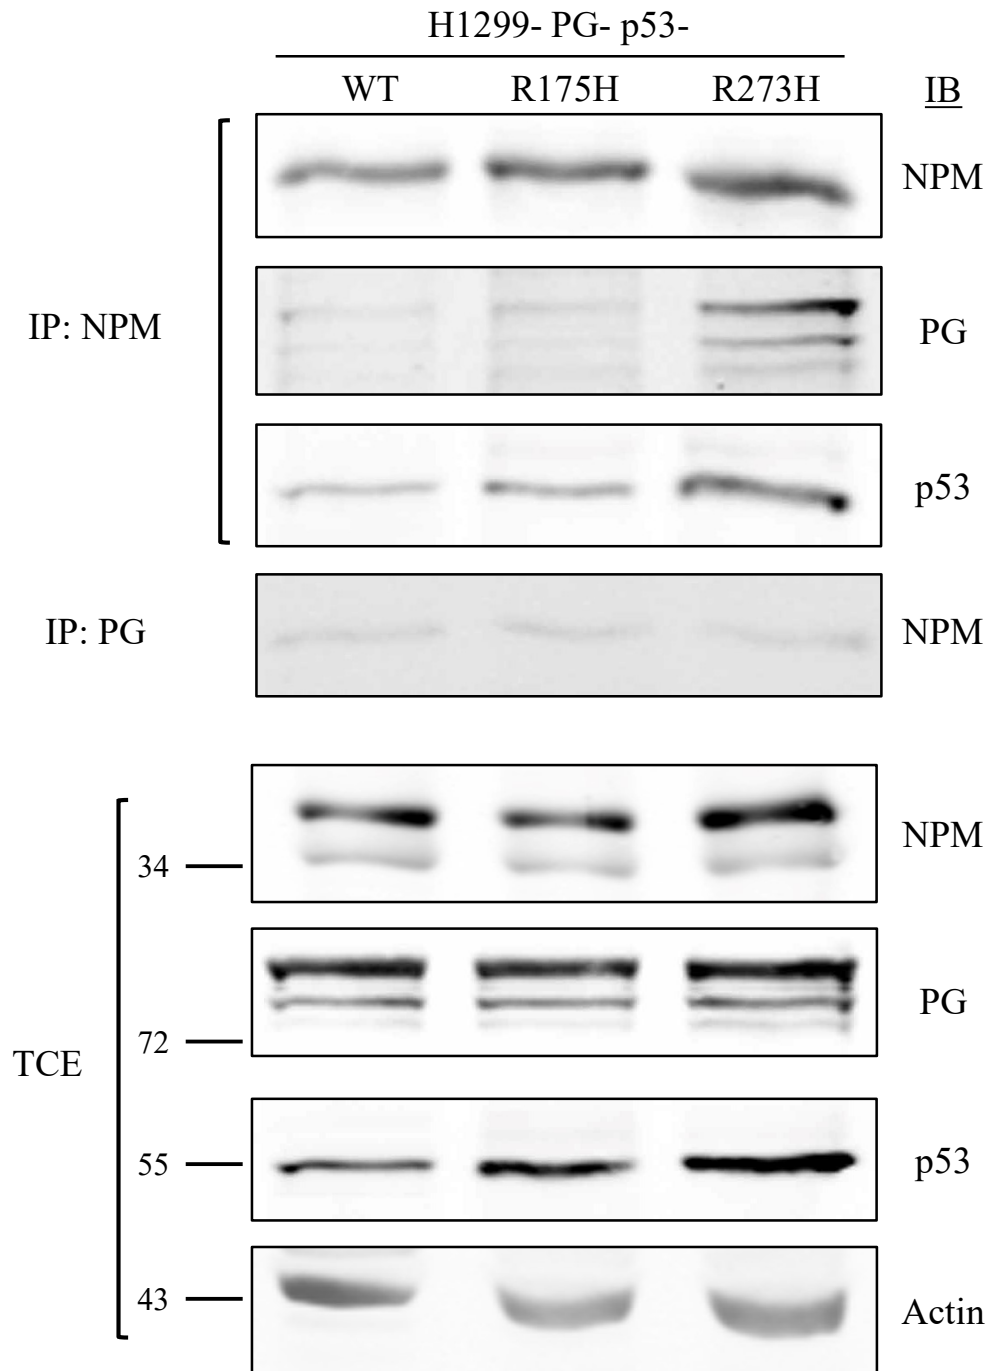 H1299- PG- p53-
WT R175H R273H IB
NPM
IP: NPM PG
p53
IP: PG NPM
NPM
34
PG
72
TCE
55 p53
43 Actin